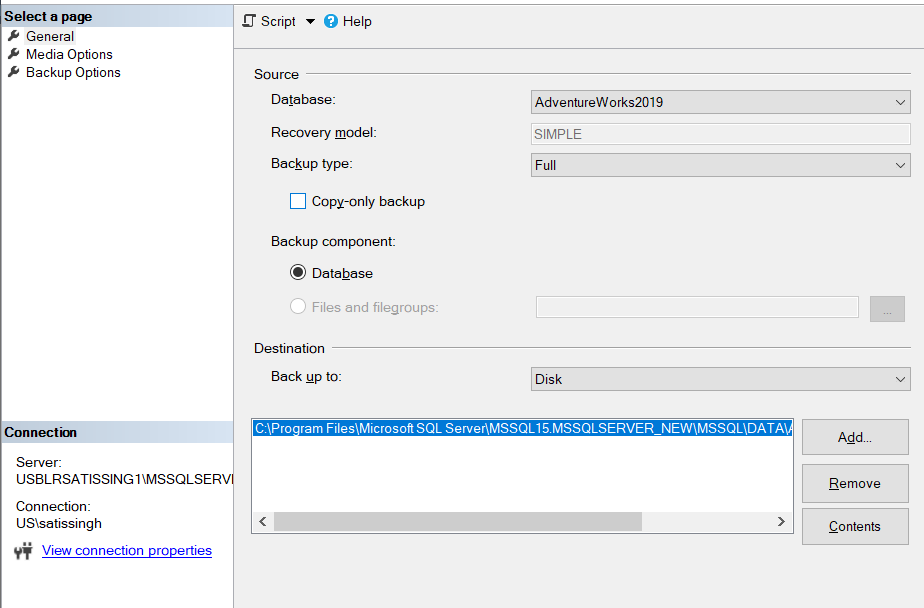 Select a page
General
Media Options
Backup Options
Script
Help
Source
Database:
AdventureWorks2019
Recovery model:
SIMPLE
Backup type:
Full
Copy-only backup
Backup component:
Database
Files and filegroups:
...
Destination
Back up to:
Disk
C:\Program Files\Microsoft SQL Server\MSSQL15.MSSQLSERVER_NEW\MSSQL\DATA\
Add...
Remove
Contents
Connection
Server:
USBLRSATISSING1\MSSQLSERV
Connection:
US\satissingh
View connection properties